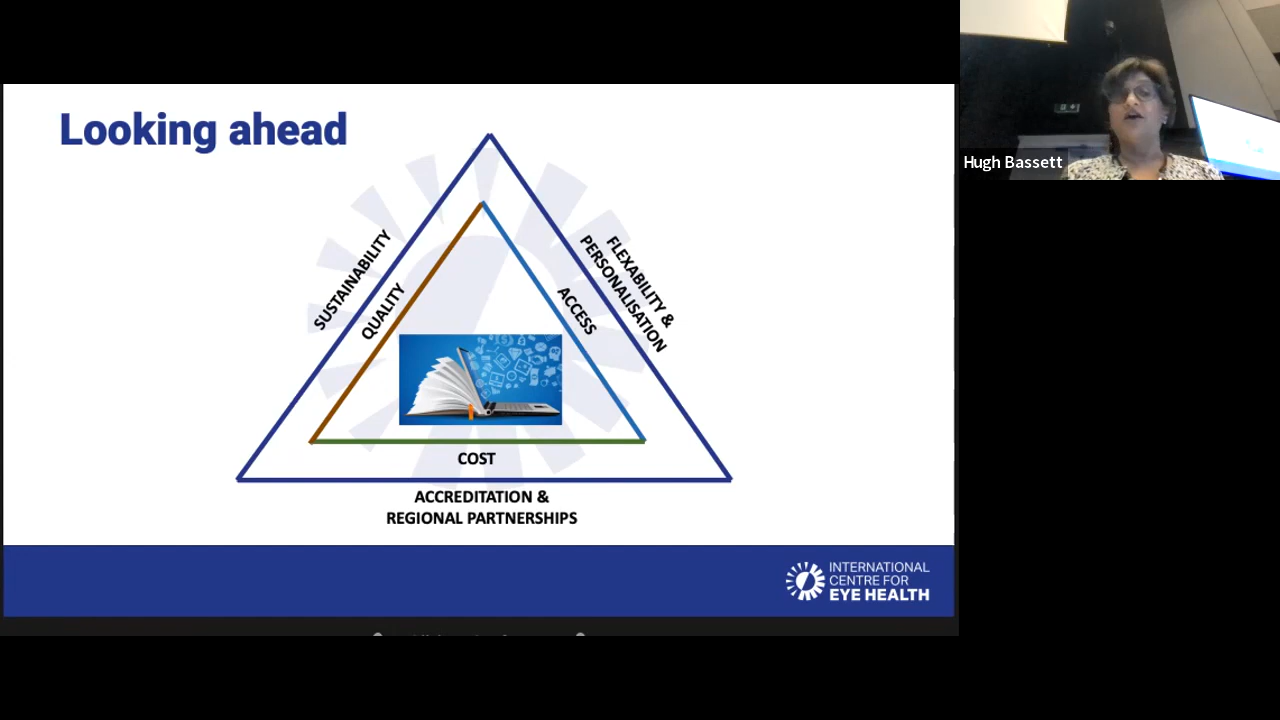 Looking ahead
Hugh Bassett
SUSTAINABILITY
QUALITY
ACCESS
FLEXABILITY &
PERSONALISATION
COST
ACCREDITATION &
REGIONAL PARTNERSHIPS
INTERNATIONAL
CENTRE FOR
EYE HEALTH